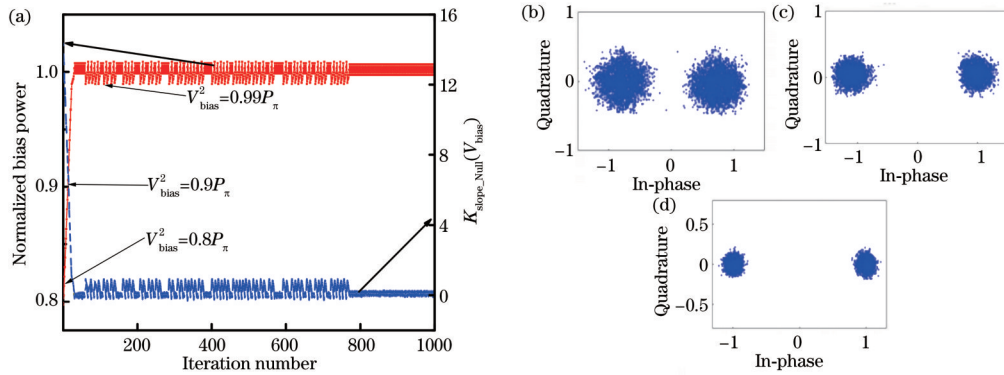 (a)
Normalized bias power
1.0
0.9
0.8
V²bias=0.99Pπ
V²bias=0.9Pπ
V²bias=0.8Pπ
16
12
8
4
0
Kslope_Null(Vbias)
200
400
600
800
1000
Iteration number
(b)
Quadrature
1
0
−1
−1
0
1
In-phase
(c)
Quadrature
1
0
−1
−1
0
1
In-phase
(d)
Quadrature
0.5
0
−0.5
−1
0
1
In-phase